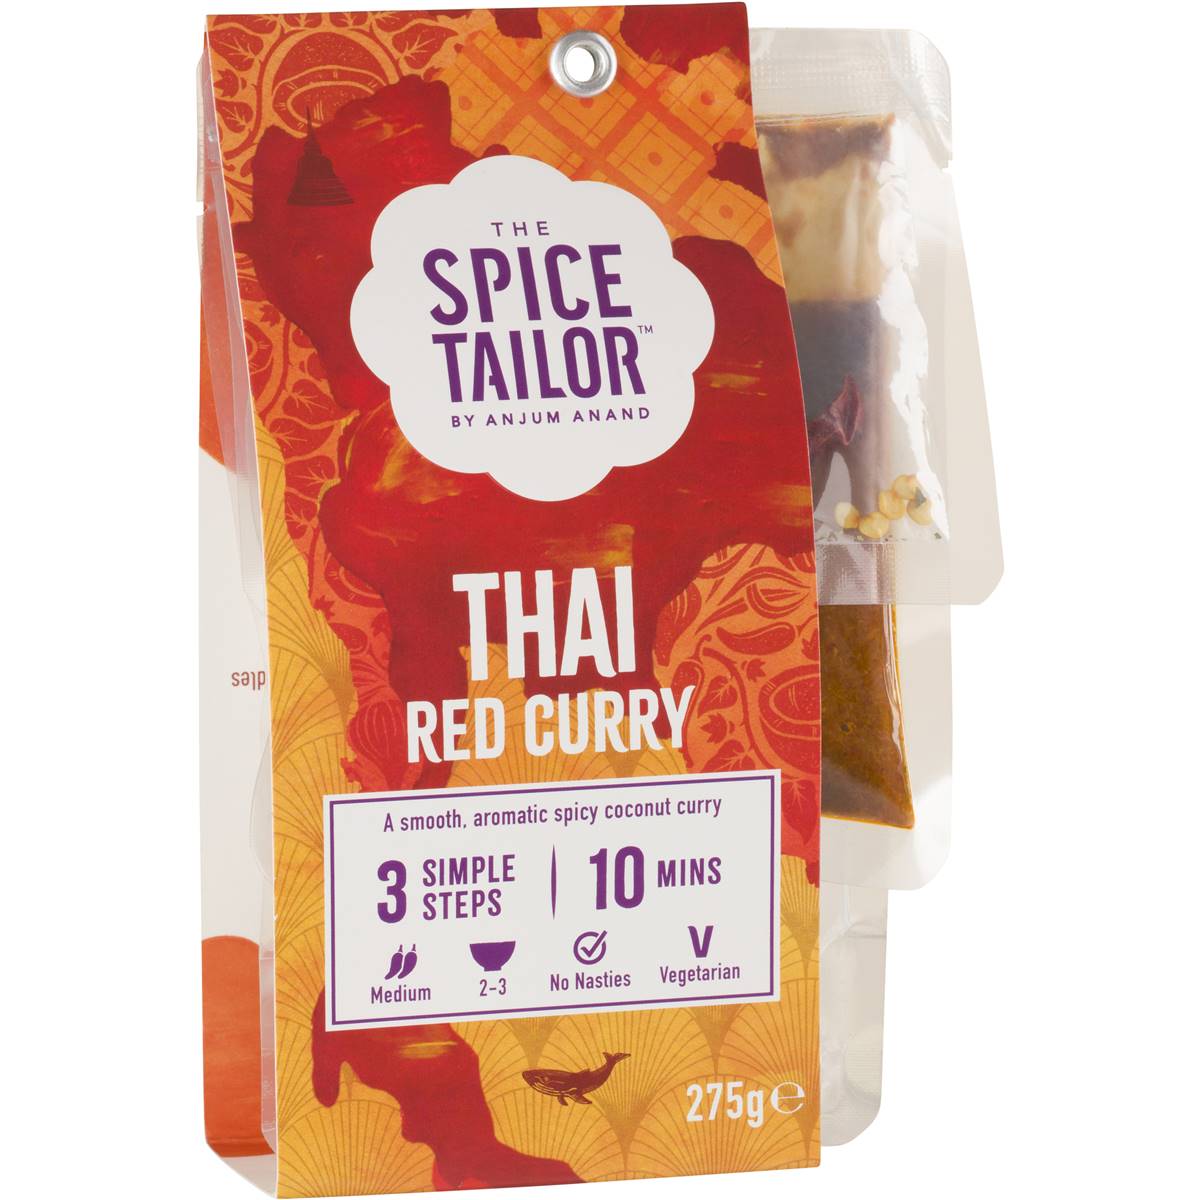 THE
SPICE
TAILOR™
BY ANJUM ANAND
THAI
RED CURRY
A smooth, aromatic spicy coconut curry
3 SIMPLE STEPS
10 MINS
Medium
2-3
No Nasties
V
Vegetarian
275g℮